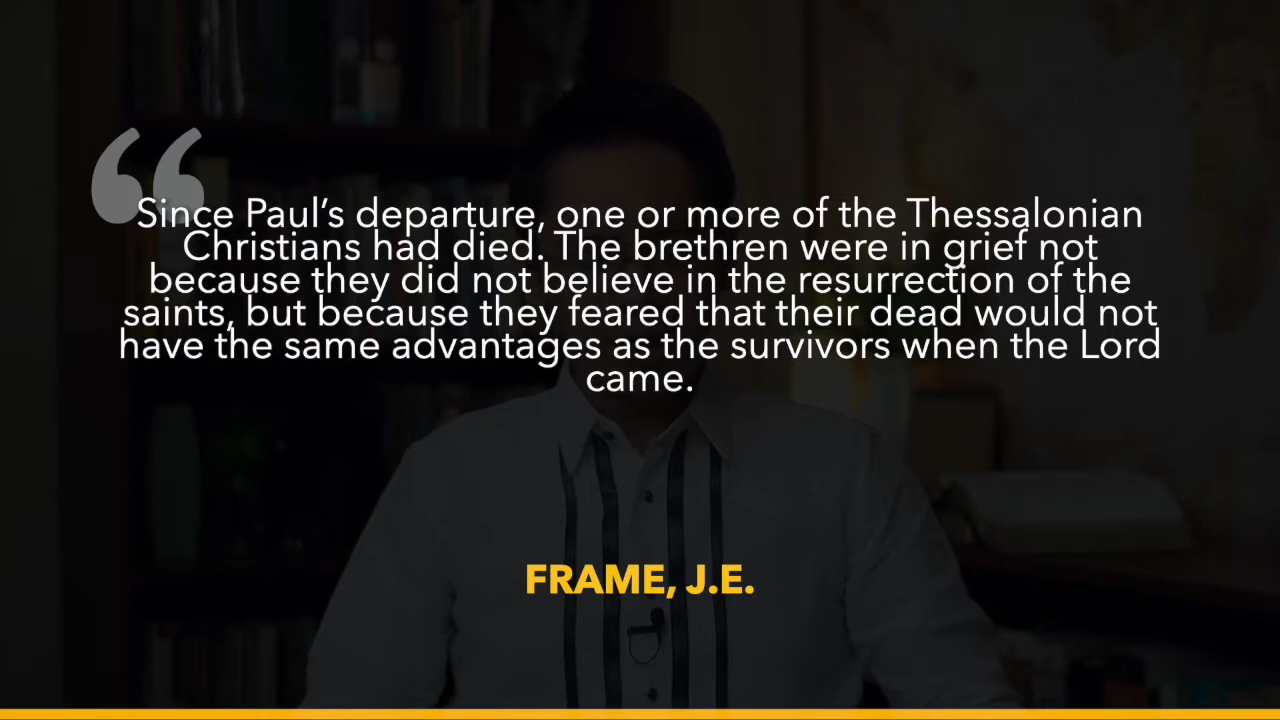 “
Since Paul’s departure, one or more of the Thessalonian
Christians had died. The brethren were in grief not
because they did not believe in the resurrection of the
saints, but because they feared that their dead would not
have the same advantages as the survivors when the Lord
came.
FRAME, J.E.